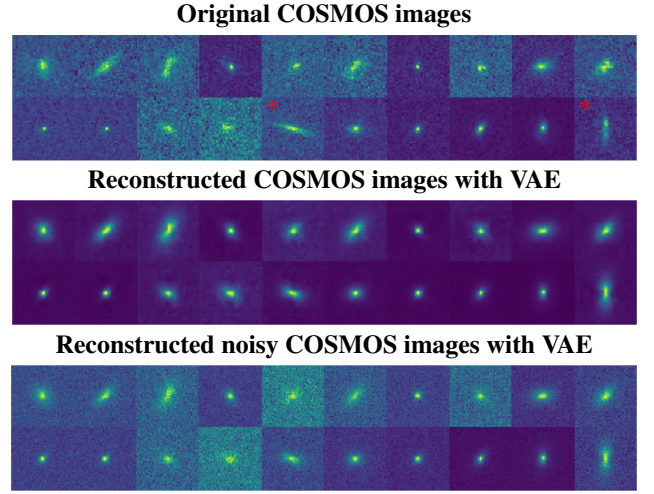 Original COSMOS images
*
*
Reconstructed COSMOS images with VAE
Reconstructed noisy COSMOS images with VAE